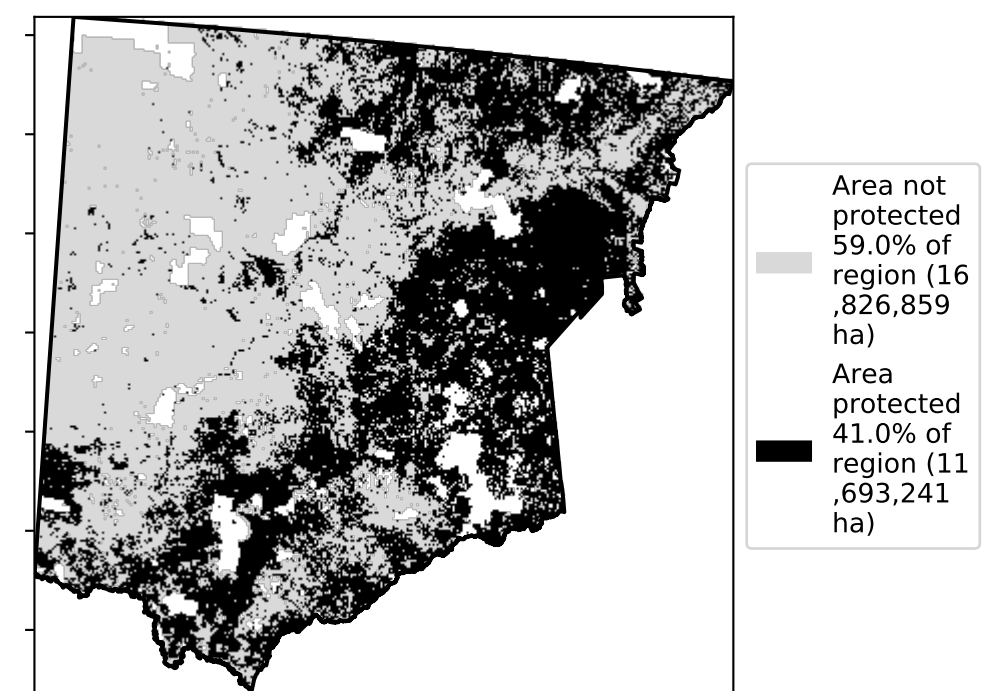 Area not
protected
59.0% of
region (16
,826,859
ha)
Area
protected
41.0% of
region (11
,693,241
ha)